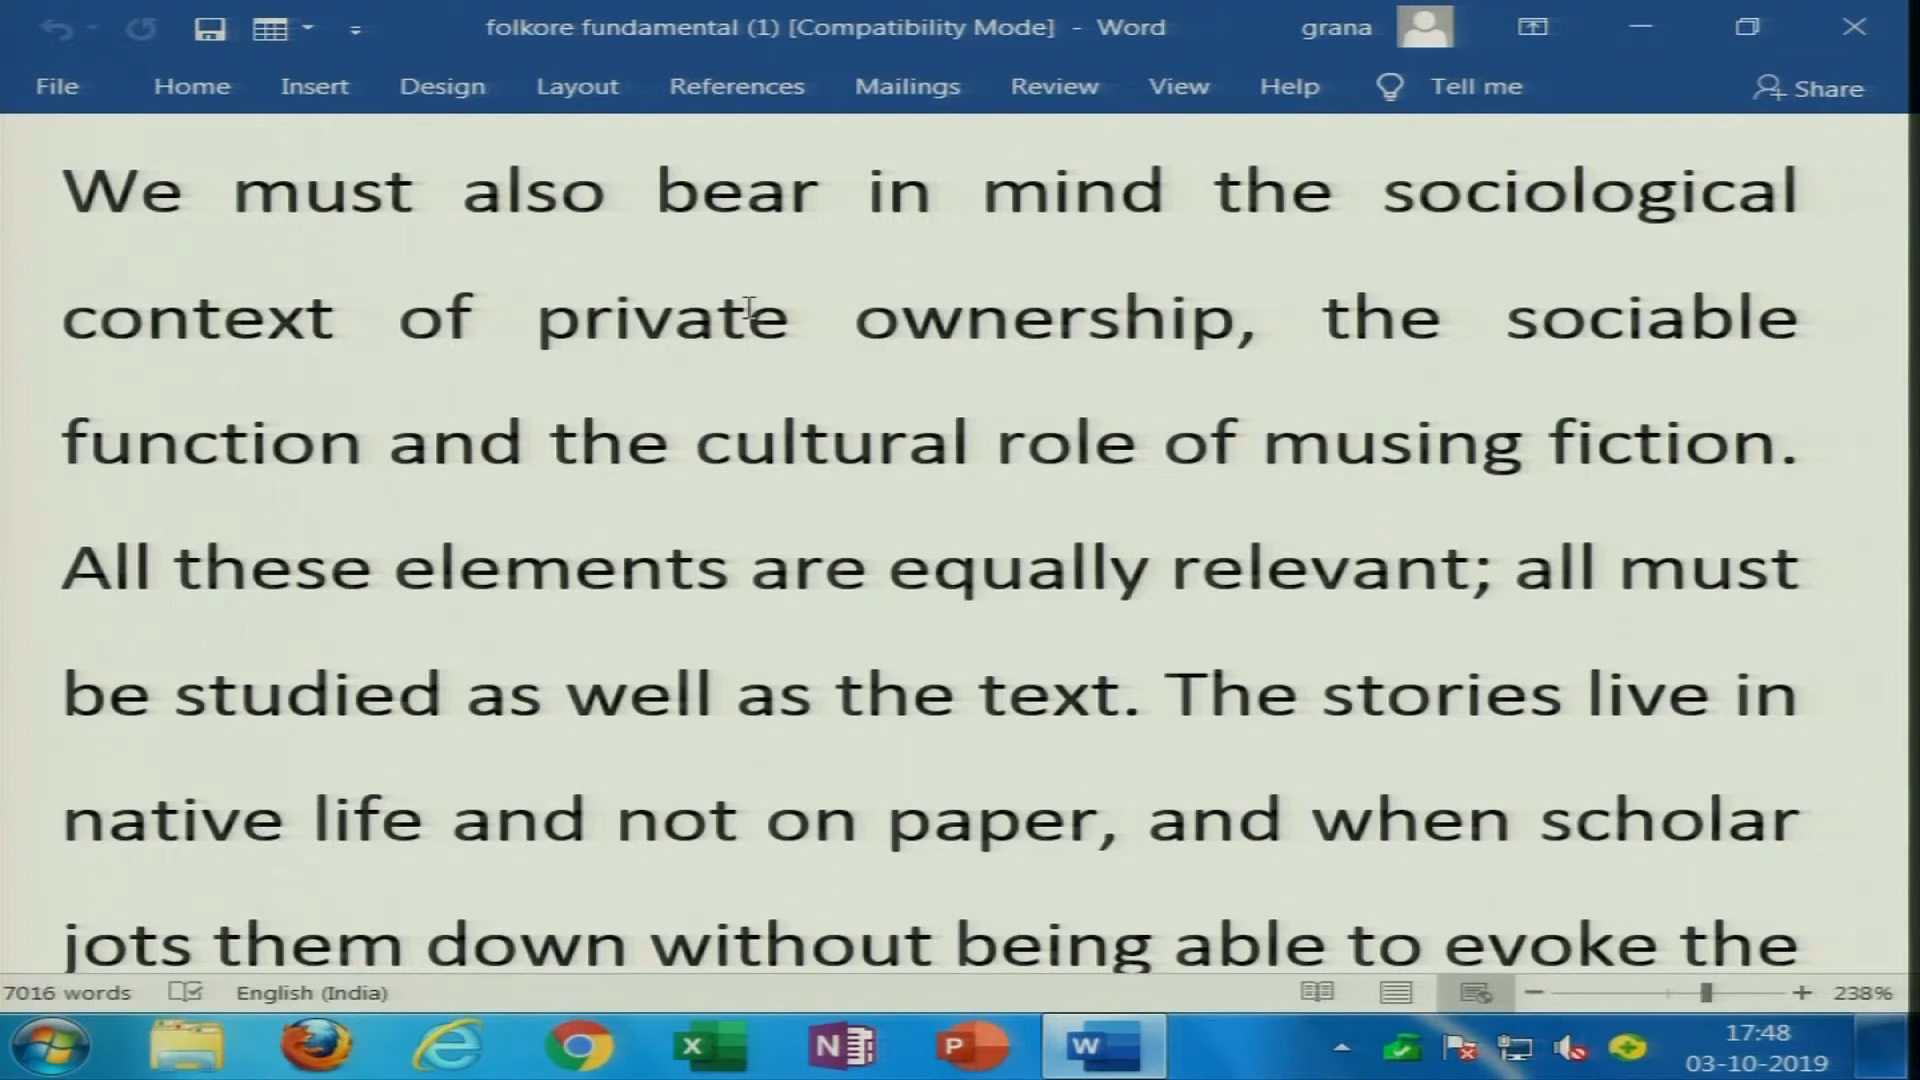 folkore fundamental (1) [Compatibility Mode] - Word
grana
File Home Insert Design Layout References Mailings Review View Help Tell me Share
We must also bear in mind the sociological
context of private ownership, the sociable
function and the cultural role of musing fiction.
All these elements are equally relevant; all must
be studied as well as the text. The stories live in
native life and not on paper, and when scholar
jots them down without being able to evoke the
7016 words English (India) 238%
X N P W
17:48
03-10-2019